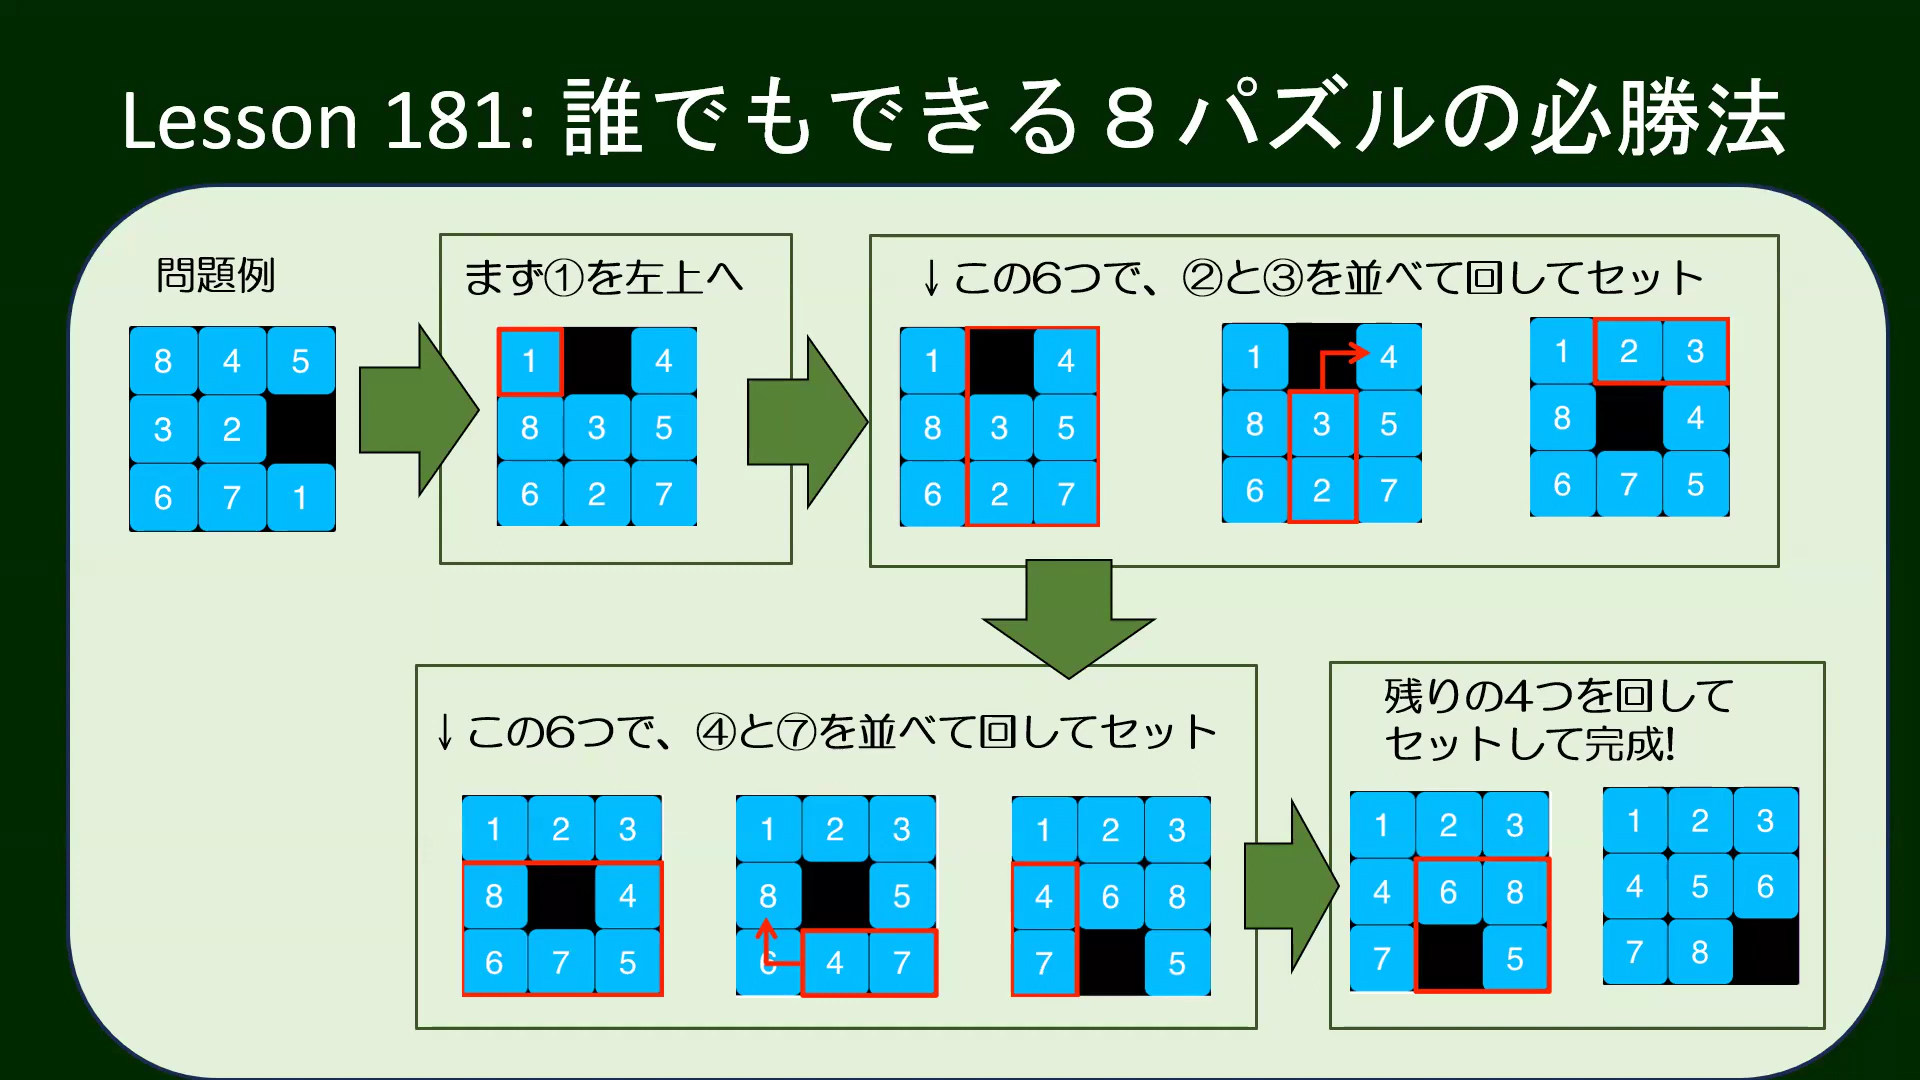 Lesson 181: 誰でもできる８パズルの必勝法
問題例
8 4 5
3 2
6 7 1
まず①を左上へ
1 4
8 3 5
6 2 7
↓この6つで、②と③を並べて回してセット
1 4
8 3 5
6 2 7
1 4
8 3 5
6 2 7
1 2 3
8 4
6 7 5
↓この6つで、④と⑦を並べて回してセット
1 2 3
8 4
6 7 5
1 2 3
8 5
6 4 7
1 2 3
4 6 8
7 5
残りの4つを回して
セットして完成!
1 2 3
4 6 8
7 5
1 2 3
4 5 6
7 8